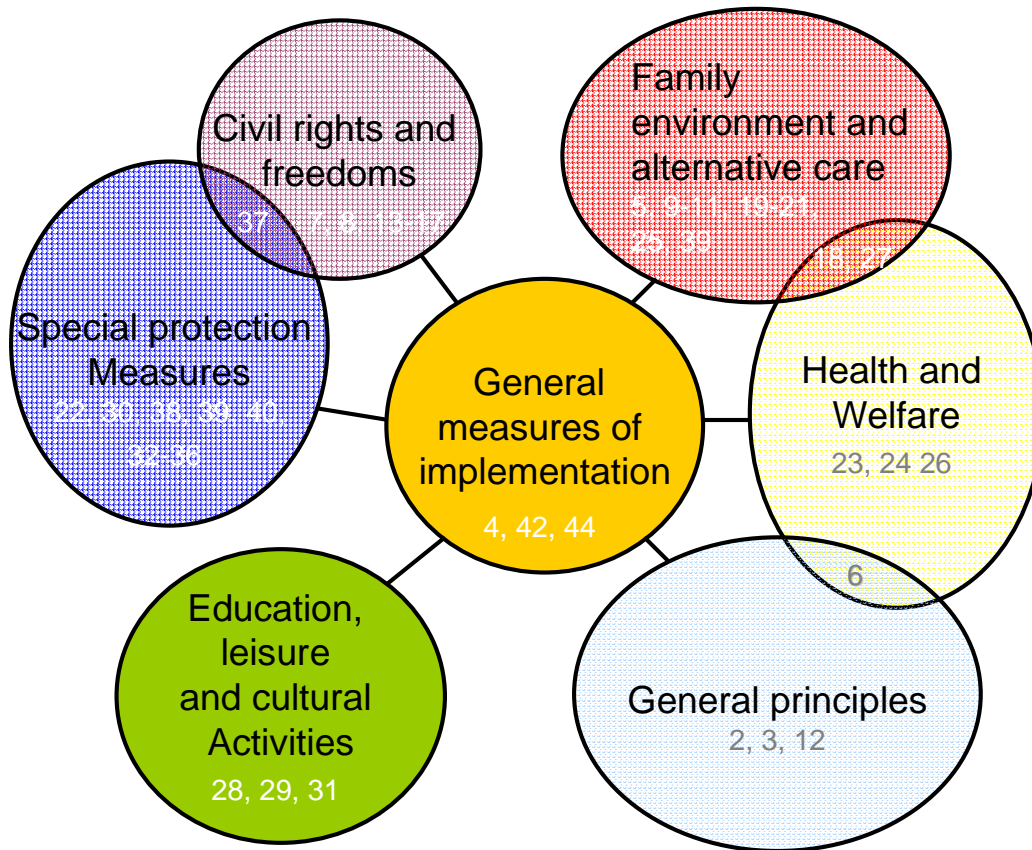 Civil rights and
freedoms
37 7, 8, 13-17
Family
environment and
alternative care
5, 9-11, 19-21,
25, 39
18, 27
Special protection
Measures
22, 30, 38, 39, 40,
32-36
General
measures of
implementation
4, 42, 44
Health and
Welfare
23, 24 26
6
Education,
leisure
and cultural
Activities
28, 29, 31
General principles
2, 3, 12